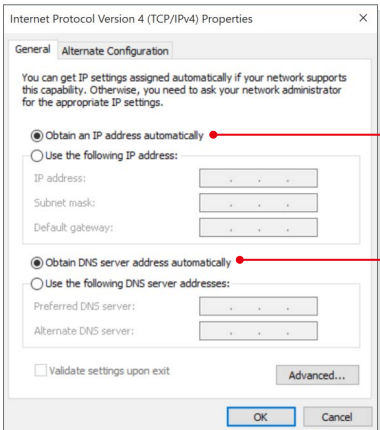 Internet Protocol Version 4 (TCP/IPv4) Properties
General
Alternate Configuration
You can get IP settings assigned automatically if your network supports
this capability. Otherwise, you need to ask your network administrator
for the appropriate IP settings.
Obtain an IP address automatically
Use the following IP address:
IP address:
Subnet mask:
Default gateway:
Obtain DNS server address automatically
Use the following DNS server addresses:
Preferred DNS server:
Alternate DNS server:
Validate settings upon exit
Advanced...
OK
Cancel